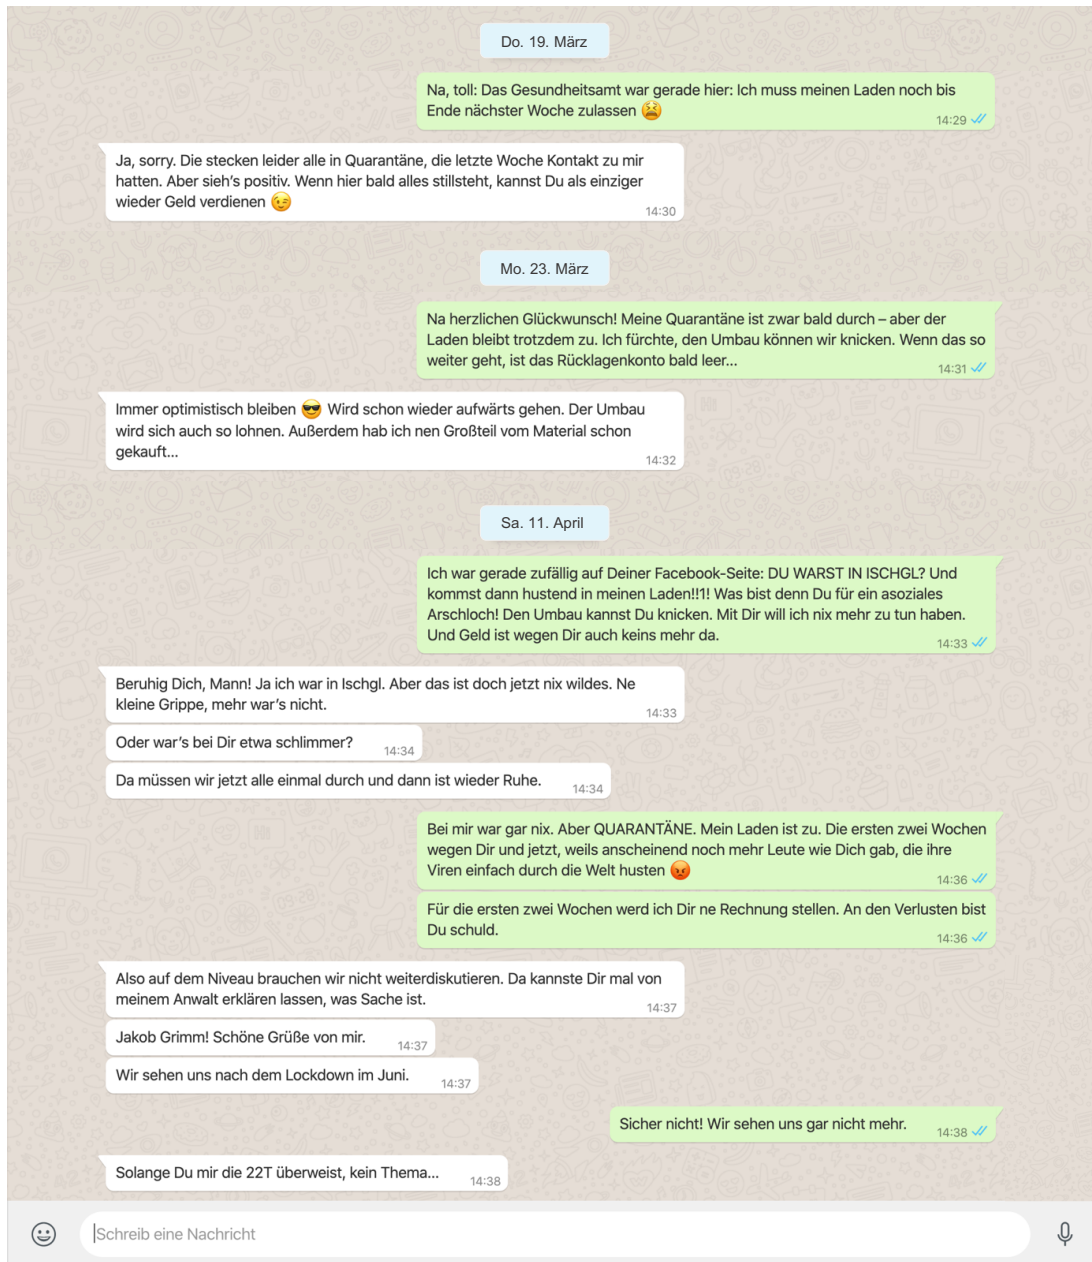 Do. 19. März
Na, toll: Das Gesundheitsamt war gerade hier: Ich muss meinen Laden noch bis
Ende nächster Woche zulassen 😫
14:29
Ja, sorry. Die stecken leider alle in Quarantäne, die letzte Woche Kontakt zu mir
hatten. Aber sieh's positiv. Wenn hier bald alles stillsteht, kannst Du als einziger
wieder Geld verdienen 😉
14:30
Mo. 23. März
Na herzlichen Glückwunsch! Meine Quarantäne ist zwar bald durch – aber der
Laden bleibt trotzdem zu. Ich fürchte, den Umbau können wir knicken. Wenn das so
weiter geht, ist das Rücklagenkonto bald leer...
14:31
Immer optimistisch bleiben 😎 Wird schon wieder aufwärts gehen. Der Umbau
wird sich auch so lohnen. Außerdem hab ich nen Großteil vom Material schon
gekauft...
14:32
Sa. 11. April
Ich war gerade zufällig auf Deiner Facebook-Seite: DU WARST IN ISCHGL? Und
kommst dann hustend in meinen Laden!!1! Was bist denn Du für ein asoziales
Arschloch! Den Umbau kannst Du knicken. Mit Dir will ich nix mehr zu tun haben.
Und Geld ist wegen Dir auch keins mehr da.
14:33
Beruhig Dich, Mann! Ja ich war in Ischgl. Aber das ist doch jetzt nix wildes. Ne
kleine Grippe, mehr war's nicht.
14:33
Oder war's bei Dir etwa schlimmer?
14:34
Da müssen wir jetzt alle einmal durch und dann ist wieder Ruhe.
14:34
Bei mir war gar nix. Aber QUARANTÄNE. Mein Laden ist zu. Die ersten zwei Wochen
wegen Dir und jetzt, weils anscheinend noch mehr Leute wie Dich gab, die ihre
Viren einfach durch die Welt husten 😡
14:36
Für die ersten zwei Wochen werd ich Dir ne Rechnung stellen. An den Verlusten bist
Du schuld.
14:36
Also auf dem Niveau brauchen wir nicht weiterdiskutieren. Da kannste Dir mal von
meinem Anwalt erklären lassen, was Sache ist.
14:37
Jakob Grimm! Schöne Grüße von mir.
14:37
Wir sehen uns nach dem Lockdown im Juni.
14:37
Sicher nicht! Wir sehen uns gar nicht mehr.
14:38
Solange Du mir die 22T überweist, kein Thema...
14:38
Schreib eine Nachricht